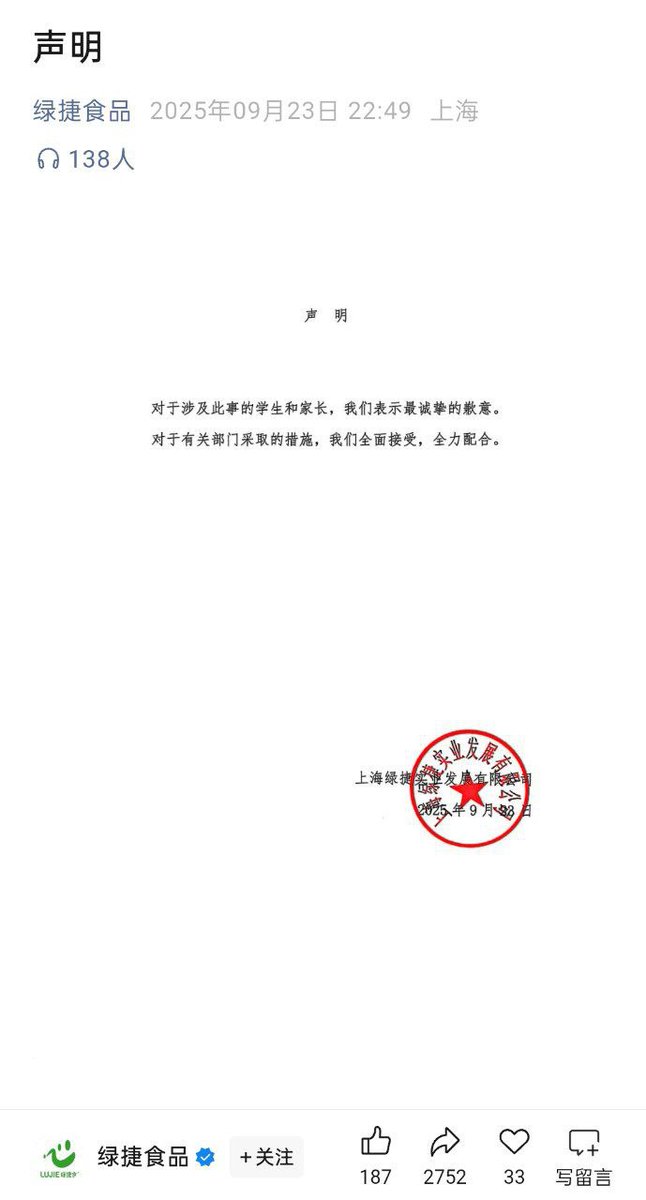 声明
绿捷食品 2025年09月23日 22:49 上海
138人
声 明
对于涉及此事的学生和家长，我们表示最诚挚的歉意。
对于有关部门采取的措施，我们全面接受，全力配合。
上海绿捷实业发展有限公司
2025年9月23日
上海绿捷实业发展有限公司
LUJIE 绿捷
绿捷食品 +关注
187 2752 33 写留言